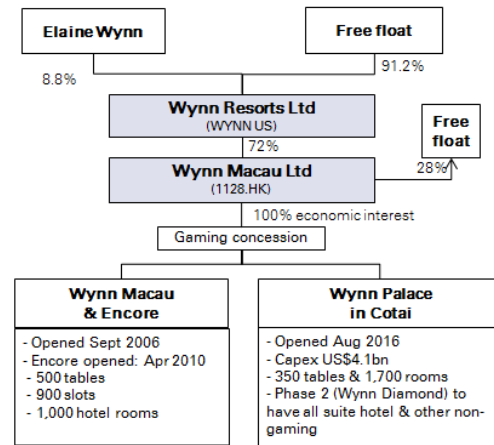 Elaine Wynn
Free float
8.8%
91.2%
Wynn Resorts Ltd
(WYNN US)
72%
Free
float
Wynn Macau Ltd
(1128.HK)
28%
100% economic interest
Gaming concession
Wynn Macau
& Encore
- Opened Sept 2006
- Encore opened: Apr 2010
- 500 tables
- 900 slots
- 1,000 hotel rooms
Wynn Palace
in Cotai
- Opened Aug 2016
- Capex US$4.1bn
- 350 tables & 1,700 rooms
- Phase 2 (Wynn Diamond) to
have all suite hotel & other non-
gaming